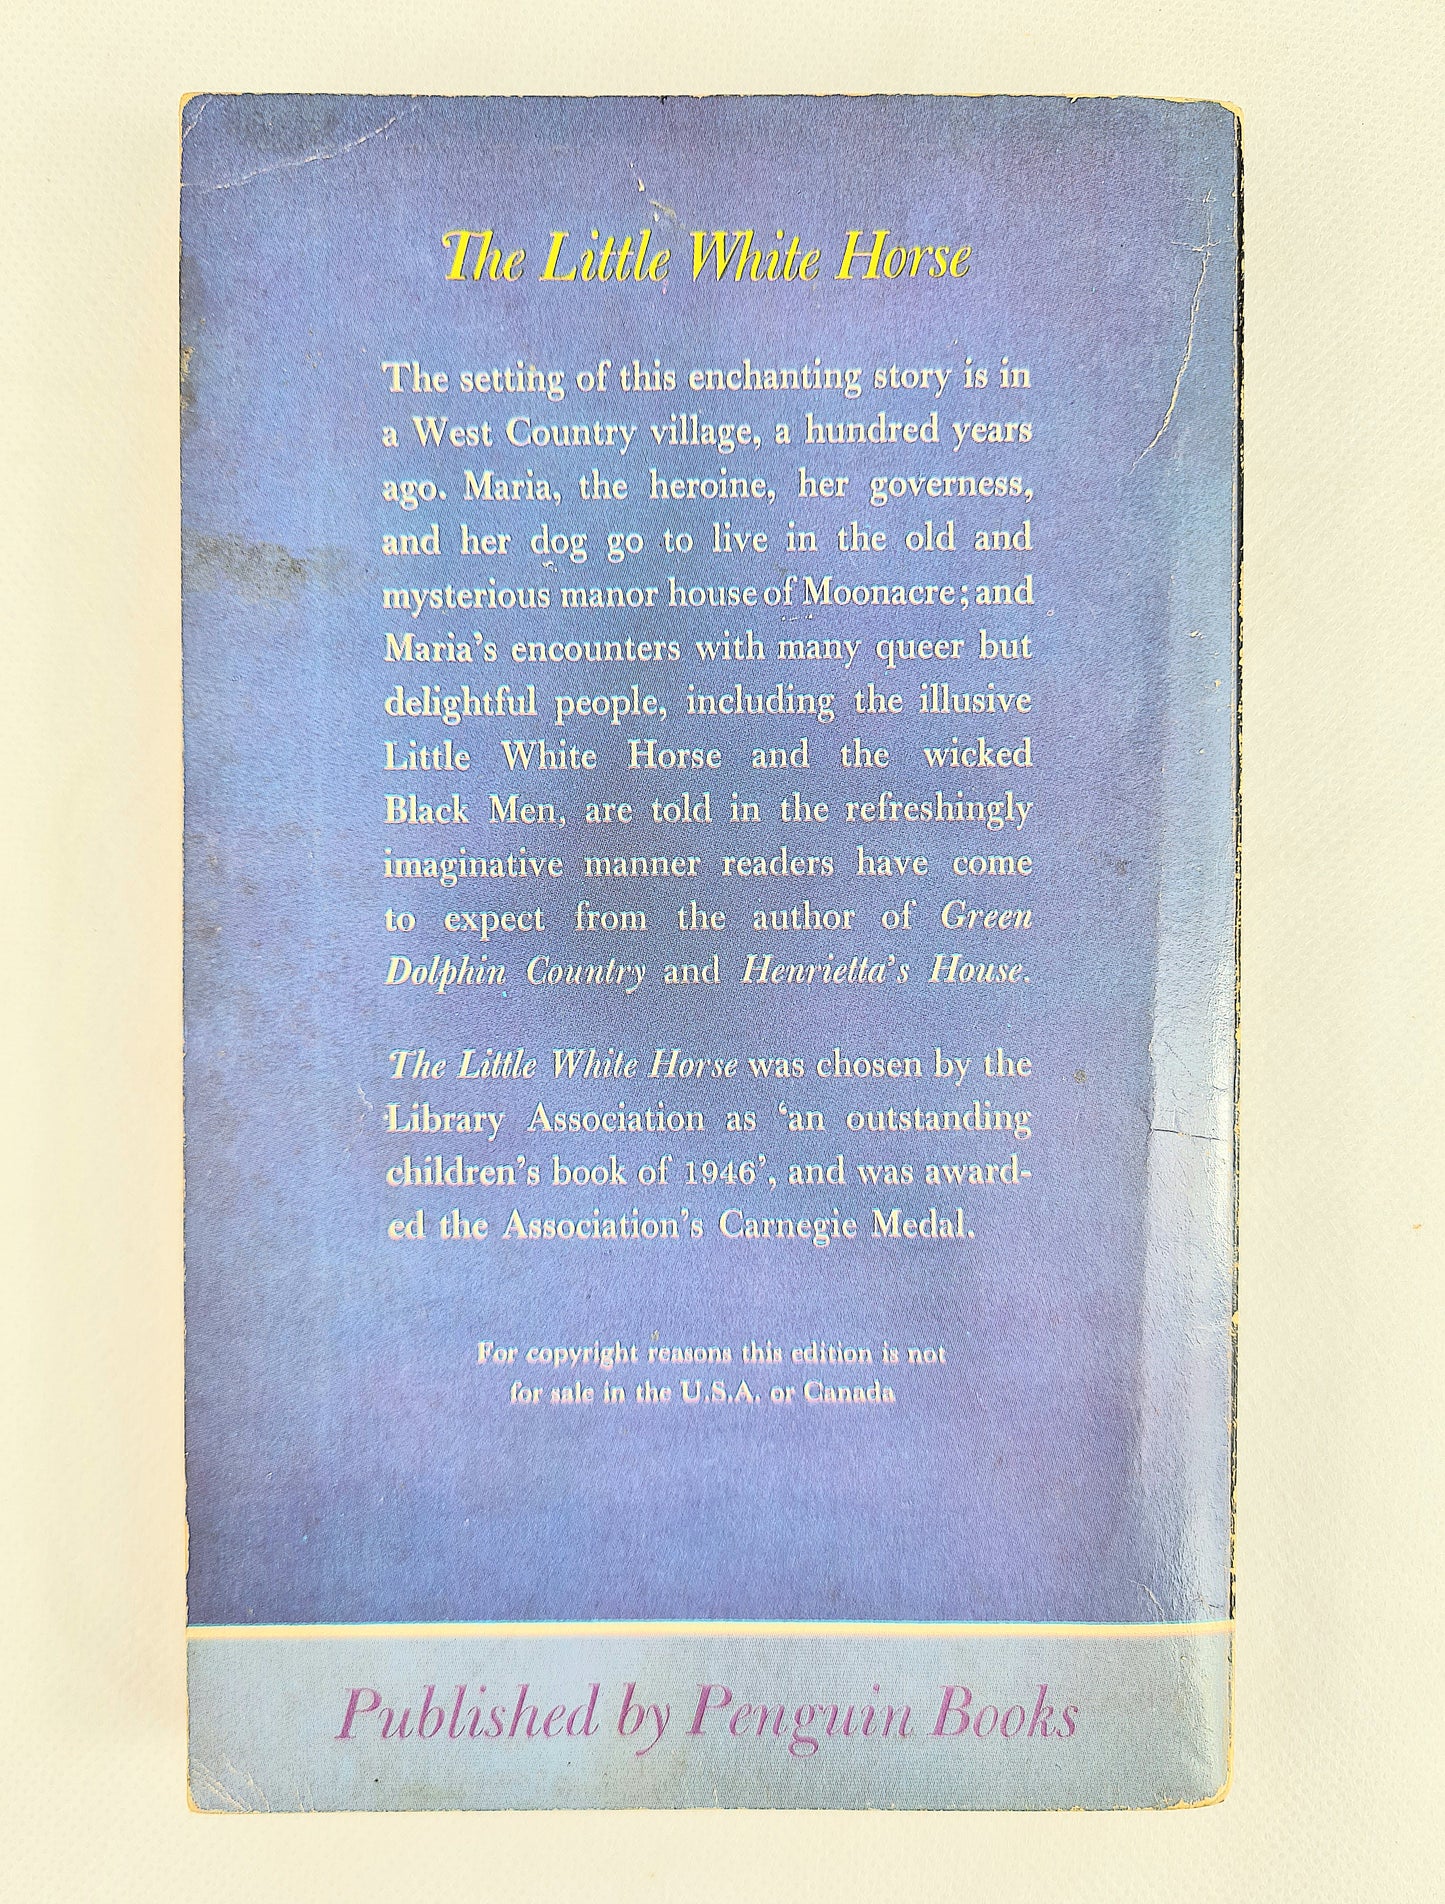 The Little White Horse
The setting of this enchanting story is in
a West Country village, a hundred years
ago. Maria, the heroine, her governess,
and her dog go to live in the old and
mysterious manor house of Moonacre; and
Maria's encounters with many queer but
delightful people, including the illusive
Little White Horse and the wicked
Black Men, are told in the refreshingly
imaginative manner readers have come
to expect from the author of Green
Dolphin Country and Henrietta's House.
The Little White Horse was chosen by the
Library Association as 'an outstanding
children's book of 1946', and was award-
ed the Association's Carnegie Medal.
For copyright reasons this edition is not
for sale in the U.S.A. or Canada
Published by Penguin Books